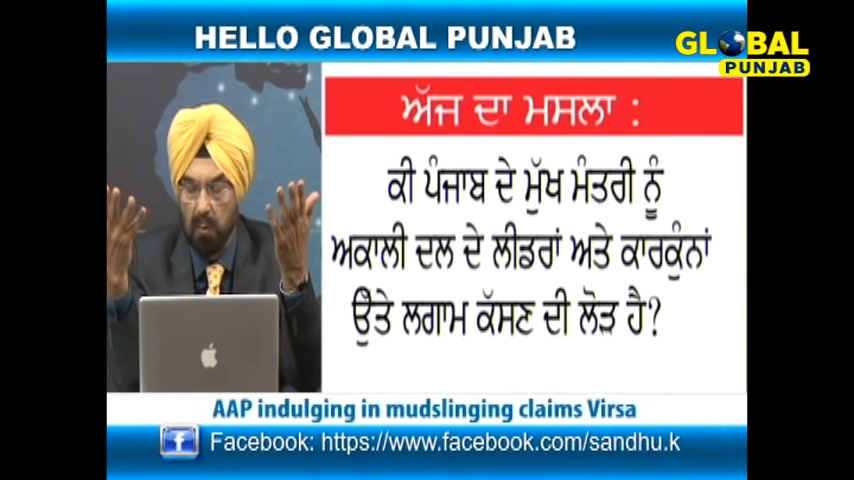 HELLO GLOBAL PUNJAB
GLOBAL
PUNJAB
ਅੱਜ ਦਾ ਮਸਲਾ :
ਕੀ ਪੰਜਾਬ ਦੇ ਮੁੱਖ ਮੰਤਰੀ ਨੂੰ
ਅਕਾਲੀ ਦਲ ਦੇ ਲੀਡਰਾਂ ਅਤੇ ਕਾਰਕੁੰਨਾਂ
ਉੱਤੇ ਲਗਾਮ ਕੱਸਣ ਦੀ ਲੋੜ ਹੈ?
AAP indulging in mudslinging claims Virsa
Facebook: https://www.facebook.com/sandhu.k